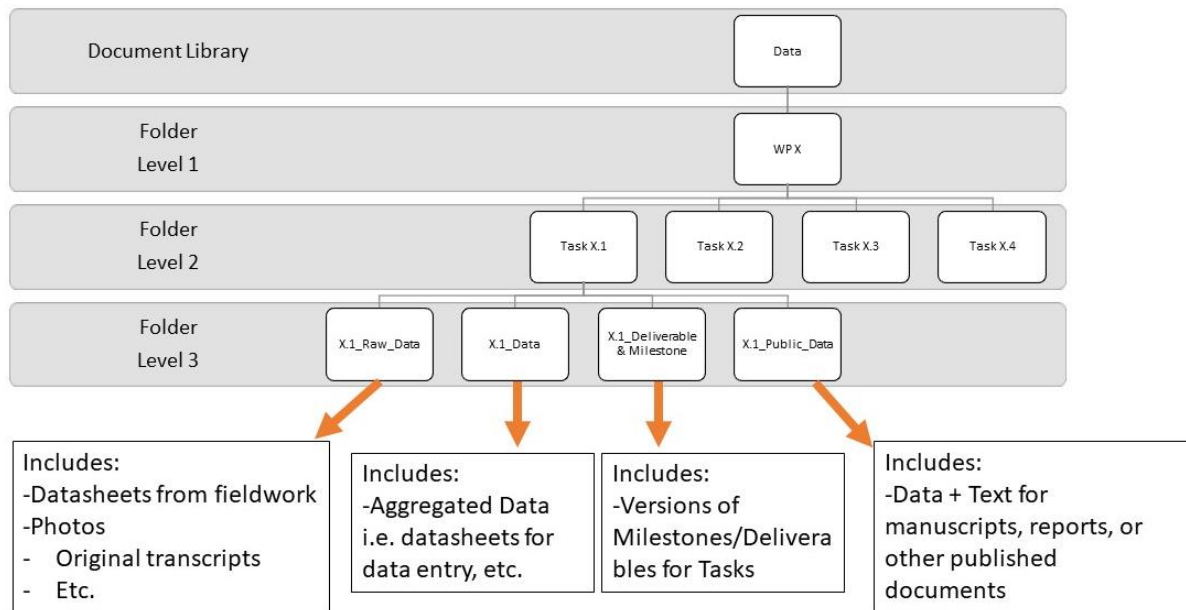 Document Library
Data
Folder
Level 1
WP X
Folder
Level 2
Task X.1
Task X.2
Task X.3
Task X.4
Folder
Level 3
X.1_Raw_Data
X.1_Data
X.1_Deliverable
& Milestone
X.1_Public_Data
Includes:
-Datasheets from fieldwork
-Photos
- Original transcripts
- Etc.
Includes:
-Aggregated Data
i.e. datasheets for
data entry, etc.
Includes:
-Versions of
Milestones/Delivera
bles for Tasks
Includes:
-Data + Text for
manuscripts, reports, or
other published
documents